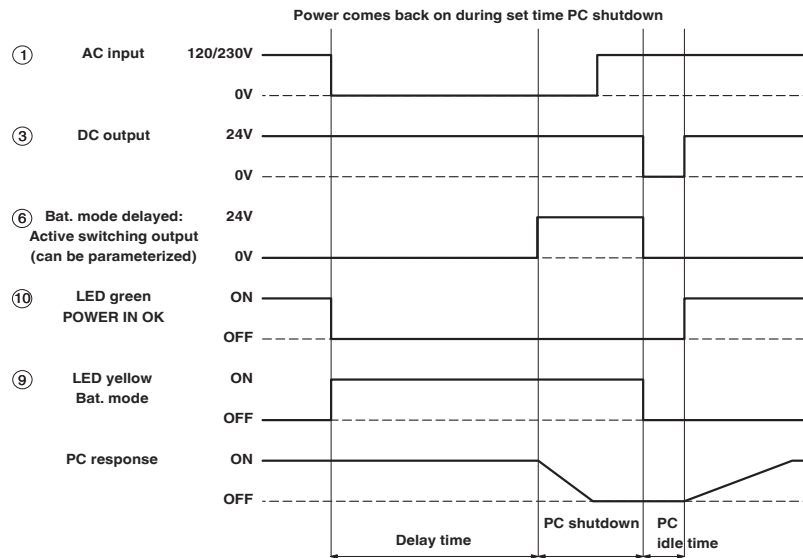 Power comes back on during set time PC shutdown
1 AC input 120/230V
0V
3 DC output 24V
0V
6 Bat. mode delayed: 24V
Active switching output
(can be parameterized) 0V
10 LED green ON
POWER IN OK
OFF
9 LED yellow ON
Bat. mode
OFF
PC response ON
OFF
Delay time
PC shutdown
PC
idle time